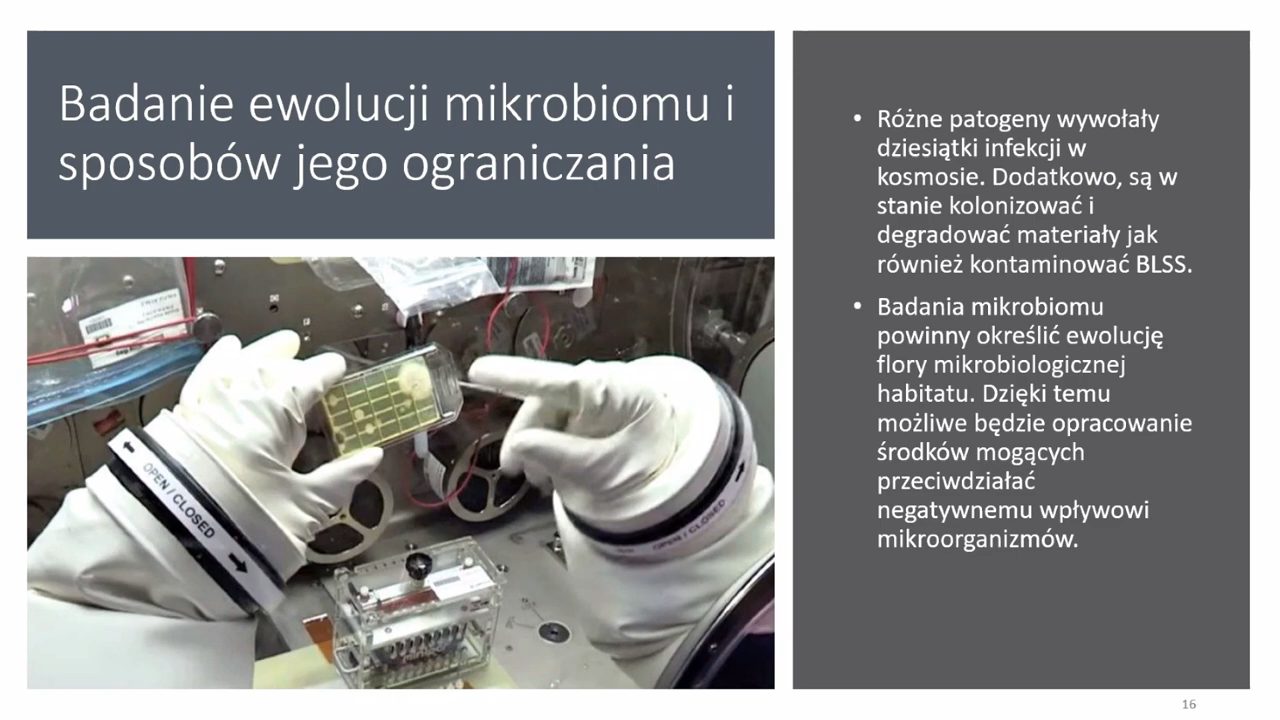 Badanie ewolucji mikrobiomu i
sposobów jego ograniczania
• Różne patogeny wywołały
dziesiątki infekcji w
kosmosie. Dodatkowo, są w
stanie kolonizować i
degradować materiały jak
również kontaminować BLSS.
• Badania mikrobiomu
powinny określić ewolucję
flory mikrobiologicznej
habitatu. Dzięki temu
możliwe będzie opracowanie
środków mogących
przeciwdziałać
negatywnemu wpływowi
mikroorganizmów.
OPEN / CLOSED
OPEN / CLOSED
16